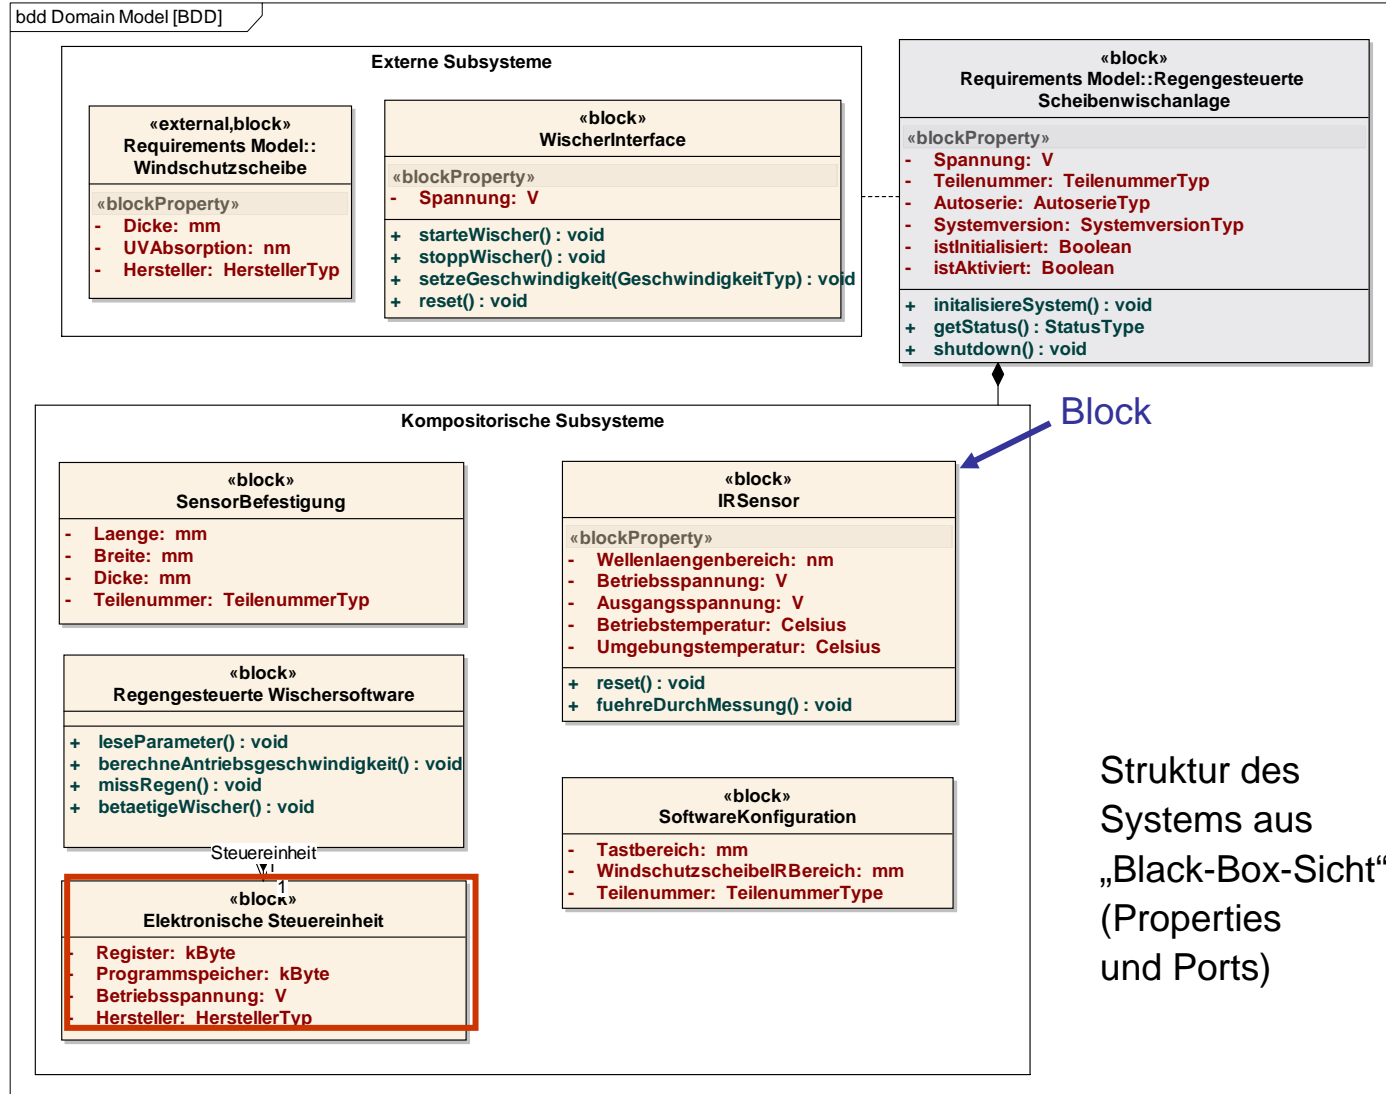 bdd Domain Model [BDD]
Externe Subsysteme
«external,block»
Requirements Model::
Windschutzscheibe
«blockProperty»
- Dicke: mm
- UVAbsorption: nm
- Hersteller: HerstellerTyp
«block»
WischerInterface
«blockProperty»
- Spannung: V
+ starteWischer() : void
+ stoppWischer() : void
+ setzeGeschwindigkeit(GeschwindigkeitTyp) : void
+ reset() : void
«block»
Requirements Model::Regengesteuerte
Scheibenwischanlage
«blockProperty»
- Spannung: V
- Teilenummer: TeilenummerTyp
- Autoserie: AutoserieTyp
- Systemversion: SystemversionTyp
- istInitialisiert: Boolean
- istAktiviert: Boolean
+ initalisiereSystem() : void
+ getStatus() : StatusType
+ shutdown() : void
Kompositorische Subsysteme
Block
«block»
SensorBefestigung
- Laenge: mm
- Breite: mm
- Dicke: mm
- Teilenummer: TeilenummerTyp
«block»
IRSensor
«blockProperty»
- Wellenlaengenbereich: nm
- Betriebsspannung: V
- Ausgangsspannung: V
- Betriebstemperatur: Celsius
- Umgebungstemperatur: Celsius
+ reset() : void
+ fuehreDurchMessung() : void
«block»
Regengesteuerte Wischersoftware
+ leseParameter() : void
+ berechneAntriebsgeschwindigkeit() : void
+ missRegen() : void
+ betaetigeWischer() : void
Steuereinheit
1
«block»
Elektronische Steuereinheit
- Register: kByte
- Programmspeicher: kByte
- Betriebsspannung: V
- Hersteller: HerstellerTyp
«block»
SoftwareKonfiguration
- Tastbereich: mm
- WindschutzscheibeIRBereich: mm
- Teilenummer: TeilenummerType
Struktur des
Systems aus
„Black-Box-Sicht“
(Properties
und Ports)